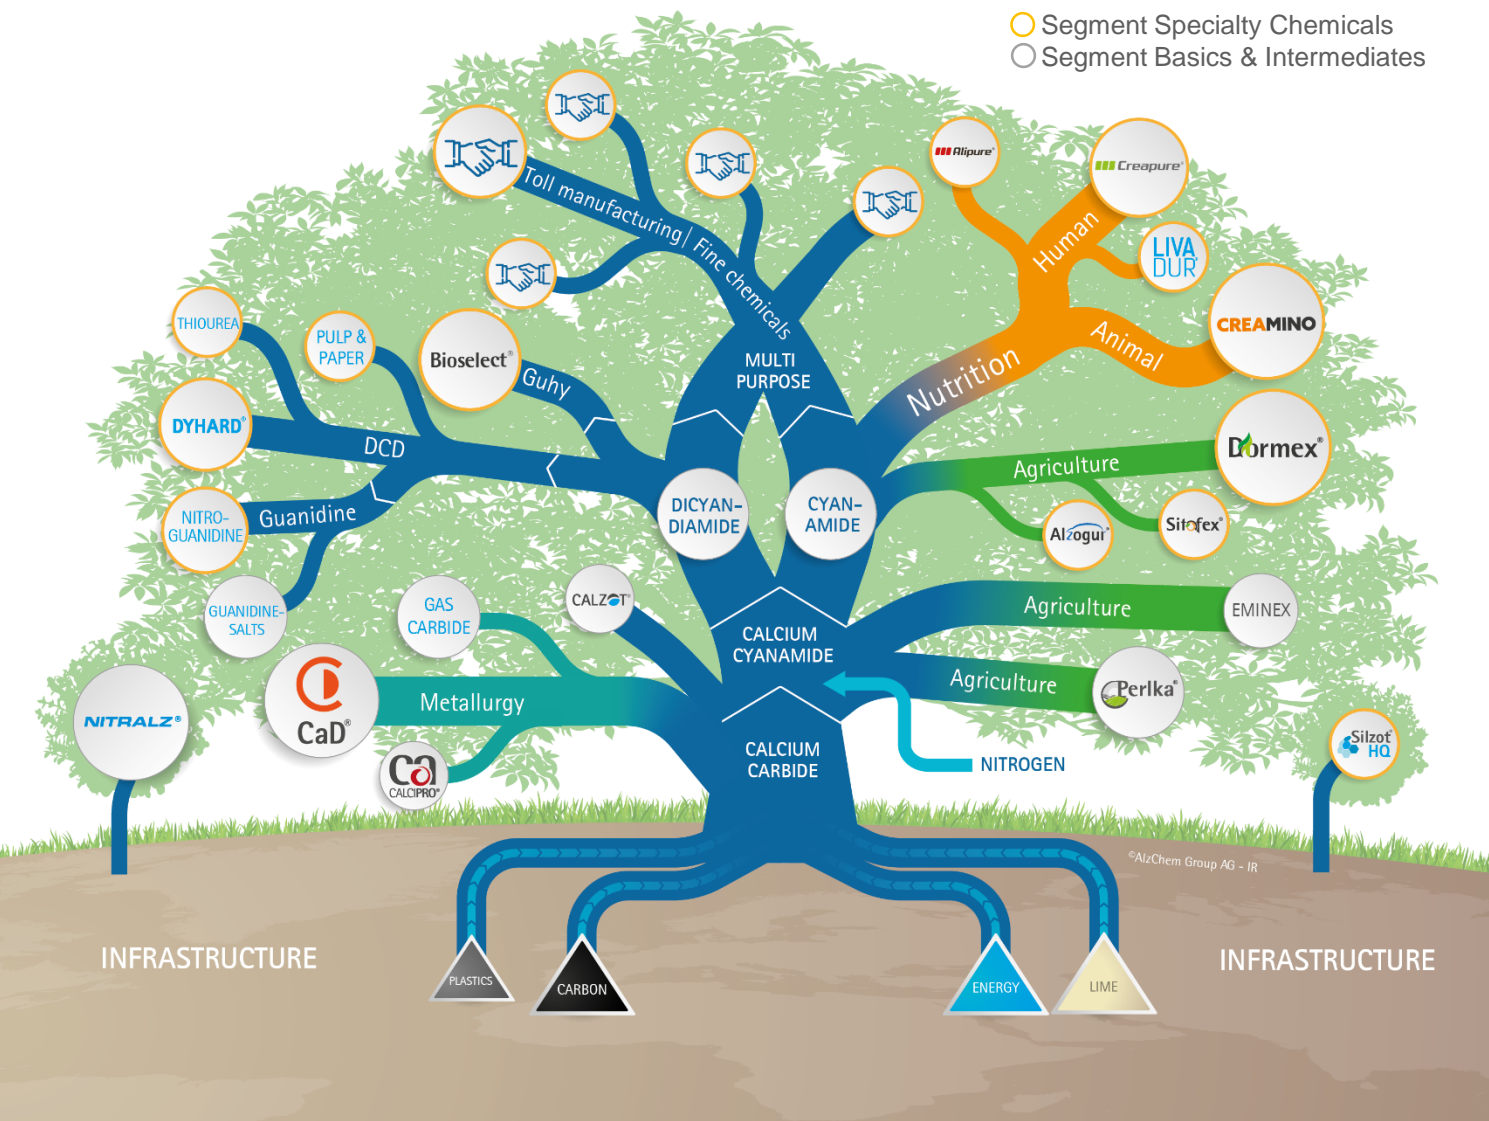 Segment Specialty Chemicals
Segment Basics & Intermediates
Toll manufacturing | Fine chemicals
Alipure®
Creapure®
Human
LIVA
DUR
CREAMINO
Animal
Nutrition
THIOUREA
PULP &
PAPER
Bioselect®
Guhy
MULTI
PURPOSE
DYHARD®
DCD
Agriculture
Dormex®
NITRO-
GUANIDINE
Guanidine
DICYAN-
DIAMIDE
CYAN-
AMIDE
Alzogur®
Sitofex®
GUANIDINE-
SALTS
GAS
CARBIDE
CALZOT®
CALCIUM
CYANAMIDE
Agriculture
EMINEX
NITRALZ®
CaD®
Metallurgy
Agriculture
Perlka®
CALCIPRO®
CALCIUM
CARBIDE
NITROGEN
Silzot®
HQ
©AlzChem Group AG - IR
INFRASTRUCTURE
PLASTICS
CARBON
ENERGY
LIME
INFRASTRUCTURE